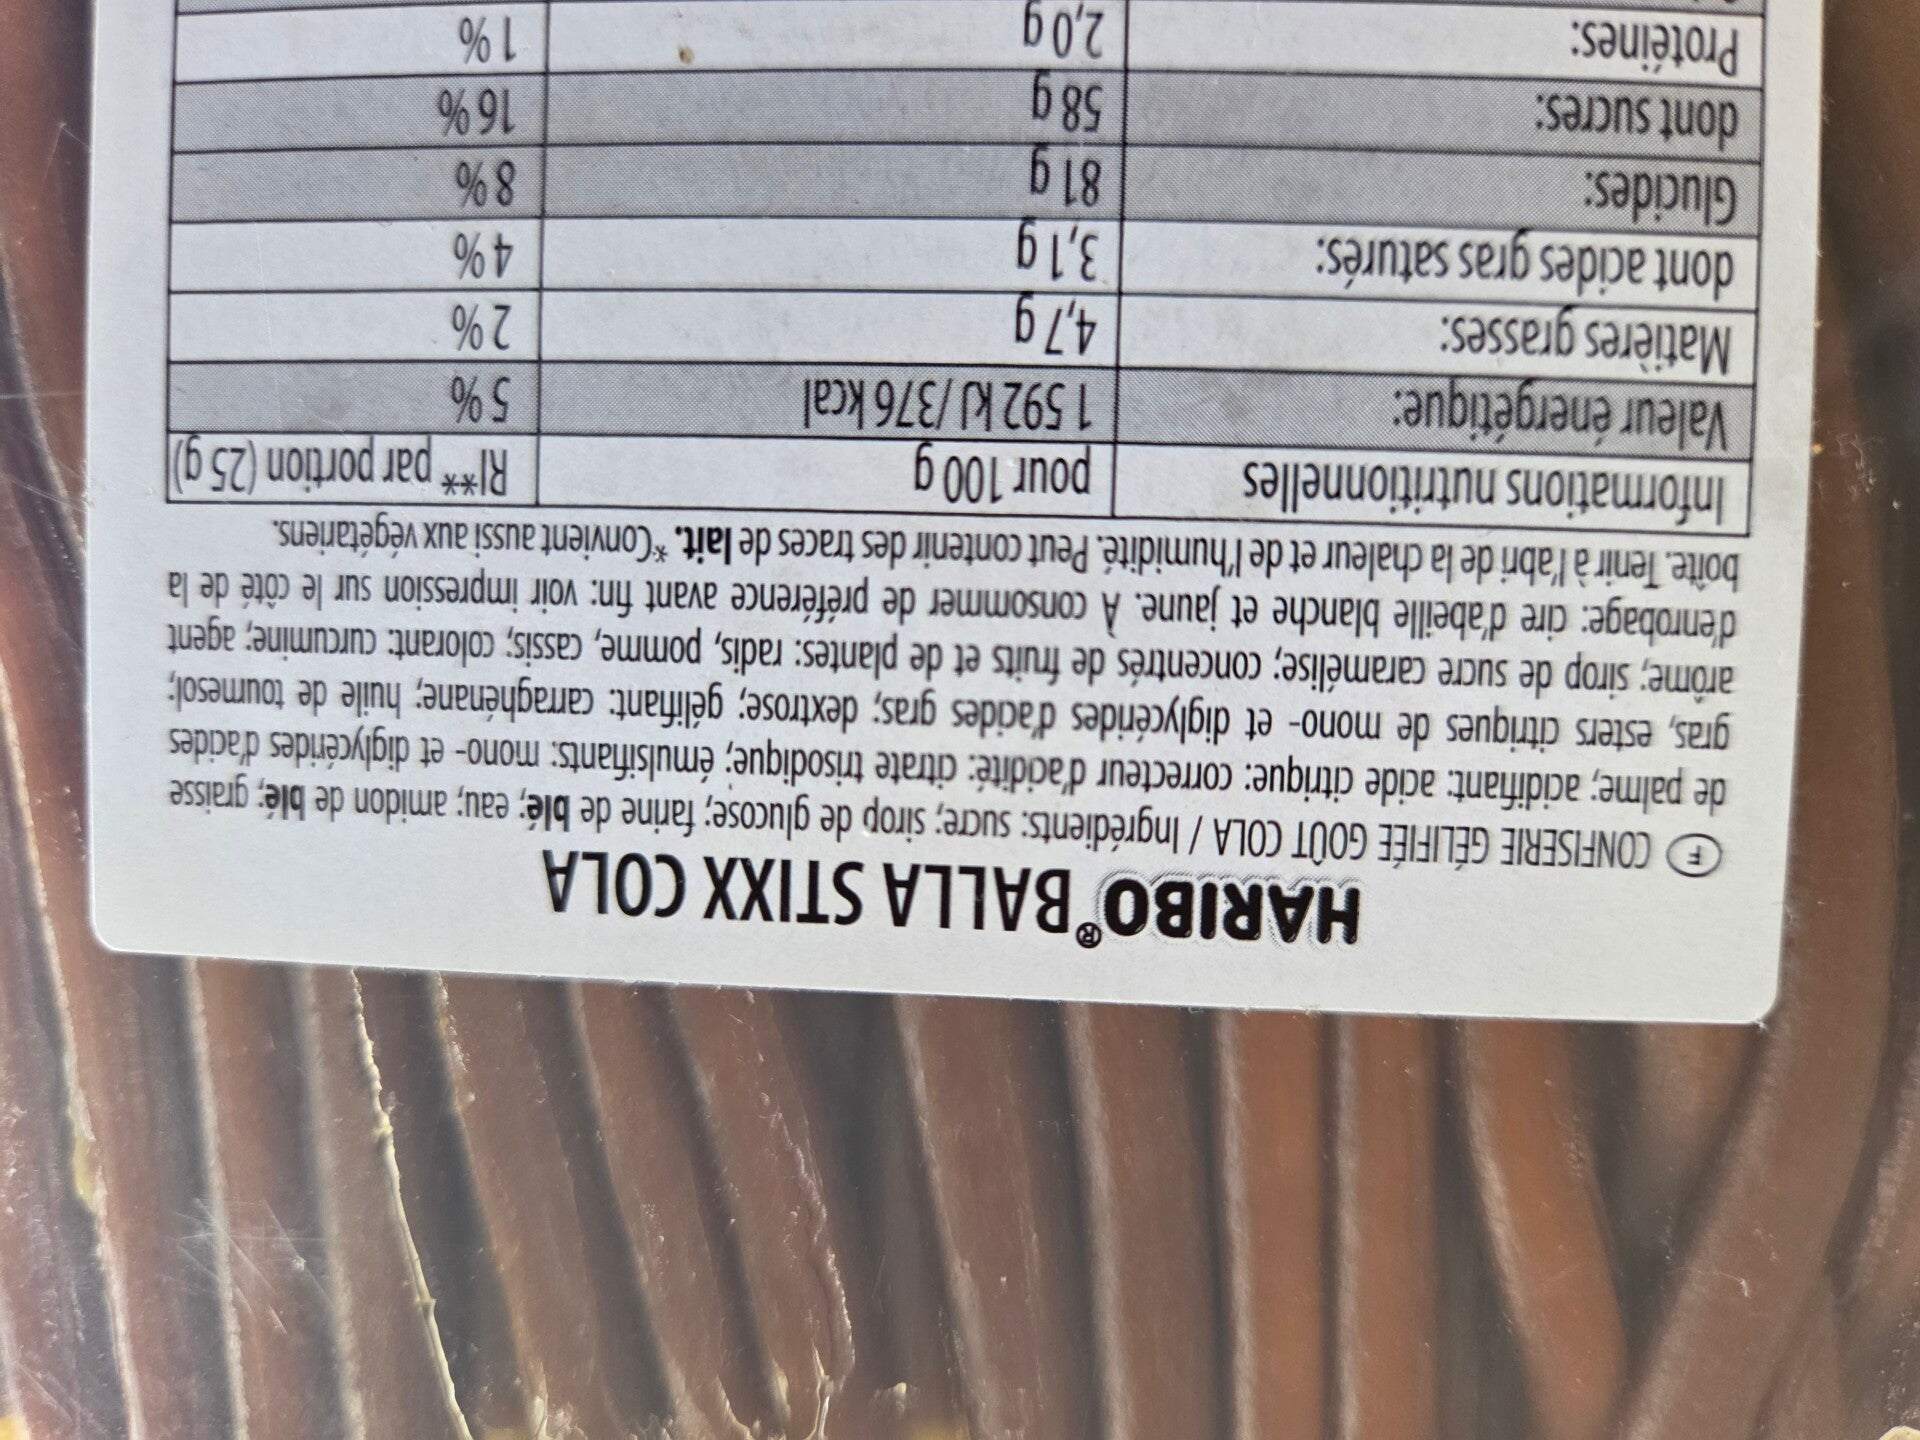 HARIBO® BALLA STIXX COLA
F CONFISERIE GÉLIFIÉE GOÛT COLA / Ingrédients: sucre; sirop de glucose; farine de blé; eau; amidon de blé; graisse
de palme; acidifiant: acide citrique; correcteur d'acidité: citrate trisodique; émulsifiants: mono- et diglycérides d'acides
gras, esters citriques de mono- et diglycérides d'acides gras; dextrose; gélifiant: carraghénane; huile de tournesol;
arôme; sirop de sucre caramélisé; concentrés de fruits et de plantes: radis, pomme, cassis; colorant: curcumine; agent
d'enrobage: cire d'abeille blanche et jaune. À consommer de préférence avant fin: voir impression sur le côté de la
boîte. Tenir à l'abri de la chaleur et de l'humidité. Peut contenir des traces de lait. *Convient aussi aux végétariens.
Informations nutritionnelles pour 100 g RI** par portion (25 g)
Valeur énergétique: 1 592 kJ/376 kcal 5%
Matières grasses: 4,7 g 2%
dont acides gras saturés: 3,1 g 4%
Glucides: 81 g 8%
dont sucres: 58 g 16%
Protéines: 2,0 g 1%